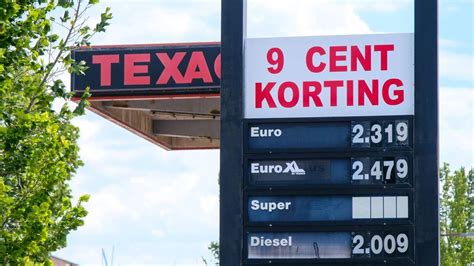 TEXAC
9 CENT
KORTING
Euro 2.319
Euro XL 2.479
Super
Diesel 2.009